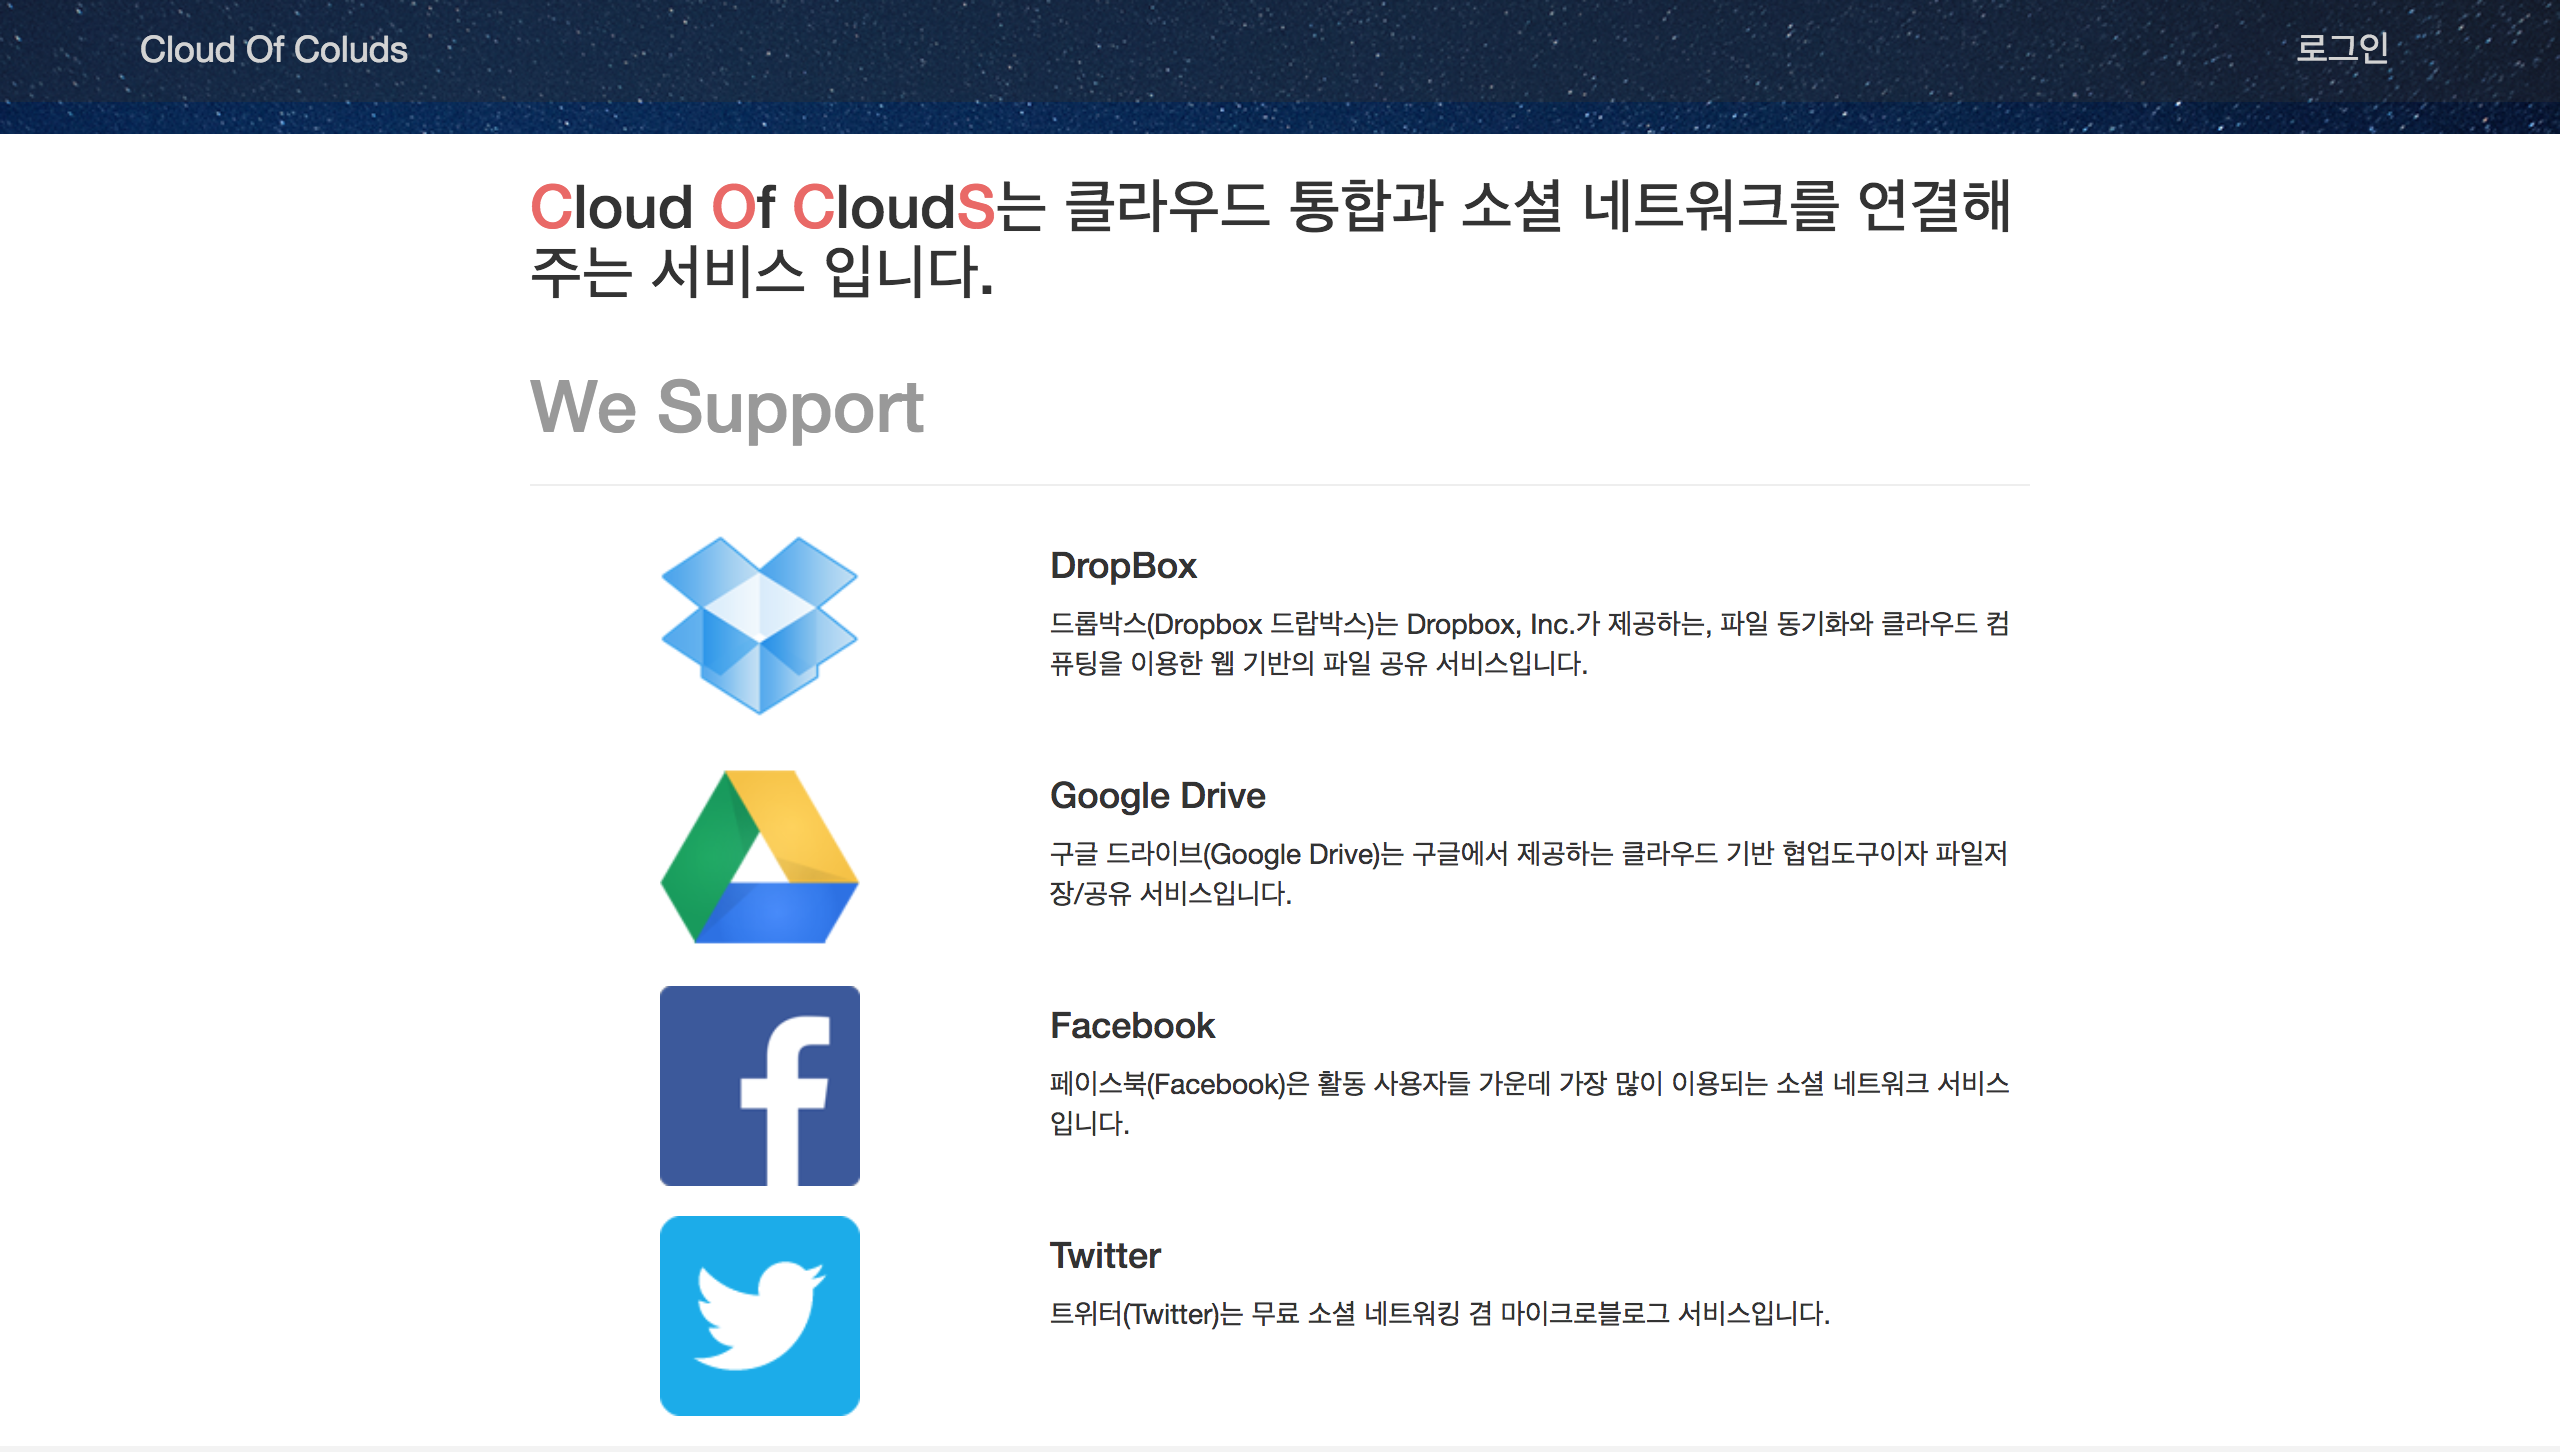 Cloud Of Coluds
로그인
Cloud Of CloudS는 클라우드 통합과 소셜 네트워크를 연결해
주는 서비스 입니다.
We Support
DropBox
드롭박스(Dropbox 드랍박스)는 Dropbox, Inc.가 제공하는, 파일 동기화와 클라우드 컴
퓨팅을 이용한 웹 기반의 파일 공유 서비스입니다.
Google Drive
구글 드라이브(Google Drive)는 구글에서 제공하는 클라우드 기반 협업도구이자 파일저
장/공유 서비스입니다.
Facebook
페이스북(Facebook)은 활동 사용자들 가운데 가장 많이 이용되는 소셜 네트워크 서비스
입니다.
Twitter
트위터(Twitter)는 무료 소셜 네트워킹 겸 마이크로블로그 서비스입니다.